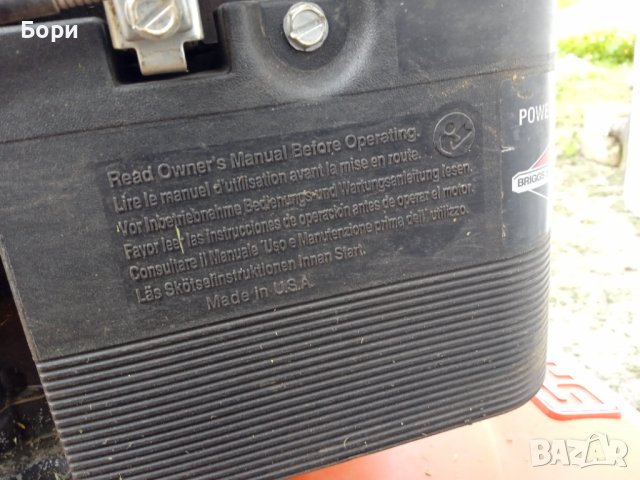 Бори
Read Owner's Manual Before Operating.
Lire le manuel d'utilisation avant la mise en route.
Vor Inbetriebnahme Bedienungs-und Wartungsanleitung lesen.
Favor leer las instrucciones de operación antes de operar el motor.
Consultare il Manuale 'Uso e Manutenzione prima dell' utilizzo.
Läs Skötselinstruktionen Innan Start.
Made in U.S.A.
POWE
BRIGGS
BAZAR